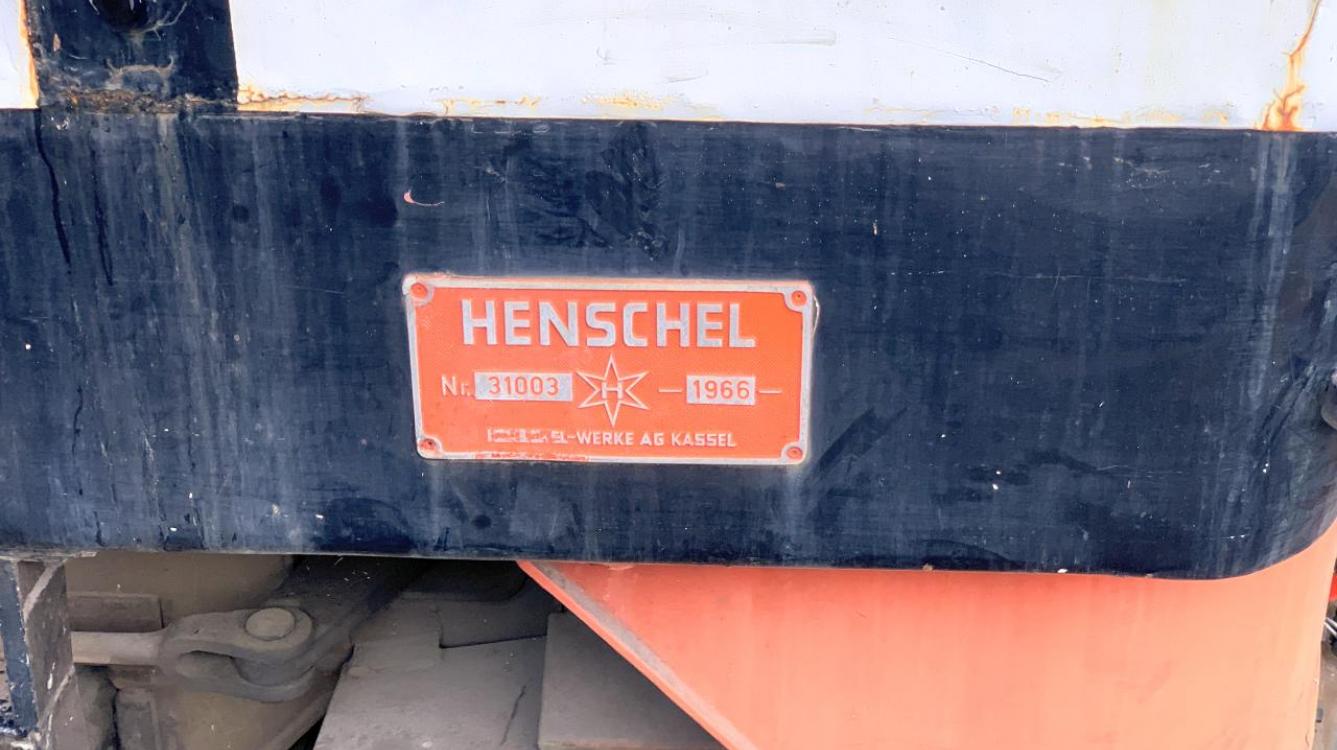 HENSCHEL
Nr. 31003 H —1966—
-WERKE AG KASSEL